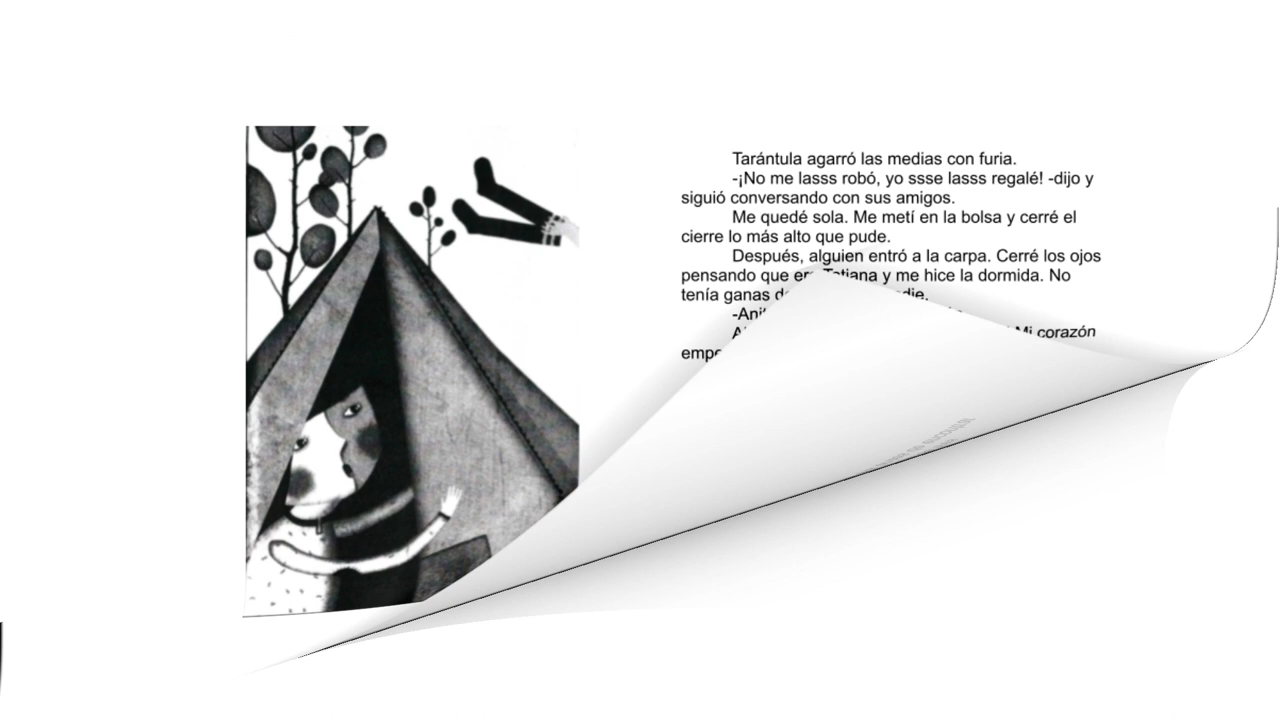 Tarántula agarró las medias con furia.
-¡No me lasss robó, yo ssse lasss regalé! -dijo y
siguió conversando con sus amigos.
Me quedé sola. Me metí en la bolsa y cerré el
cierre lo más alto que pude.
Después, alguien entró a la carpa. Cerré los ojos
pensando que era Tatiana y me hice la dormida. No
tenía ganas
Mi corazón